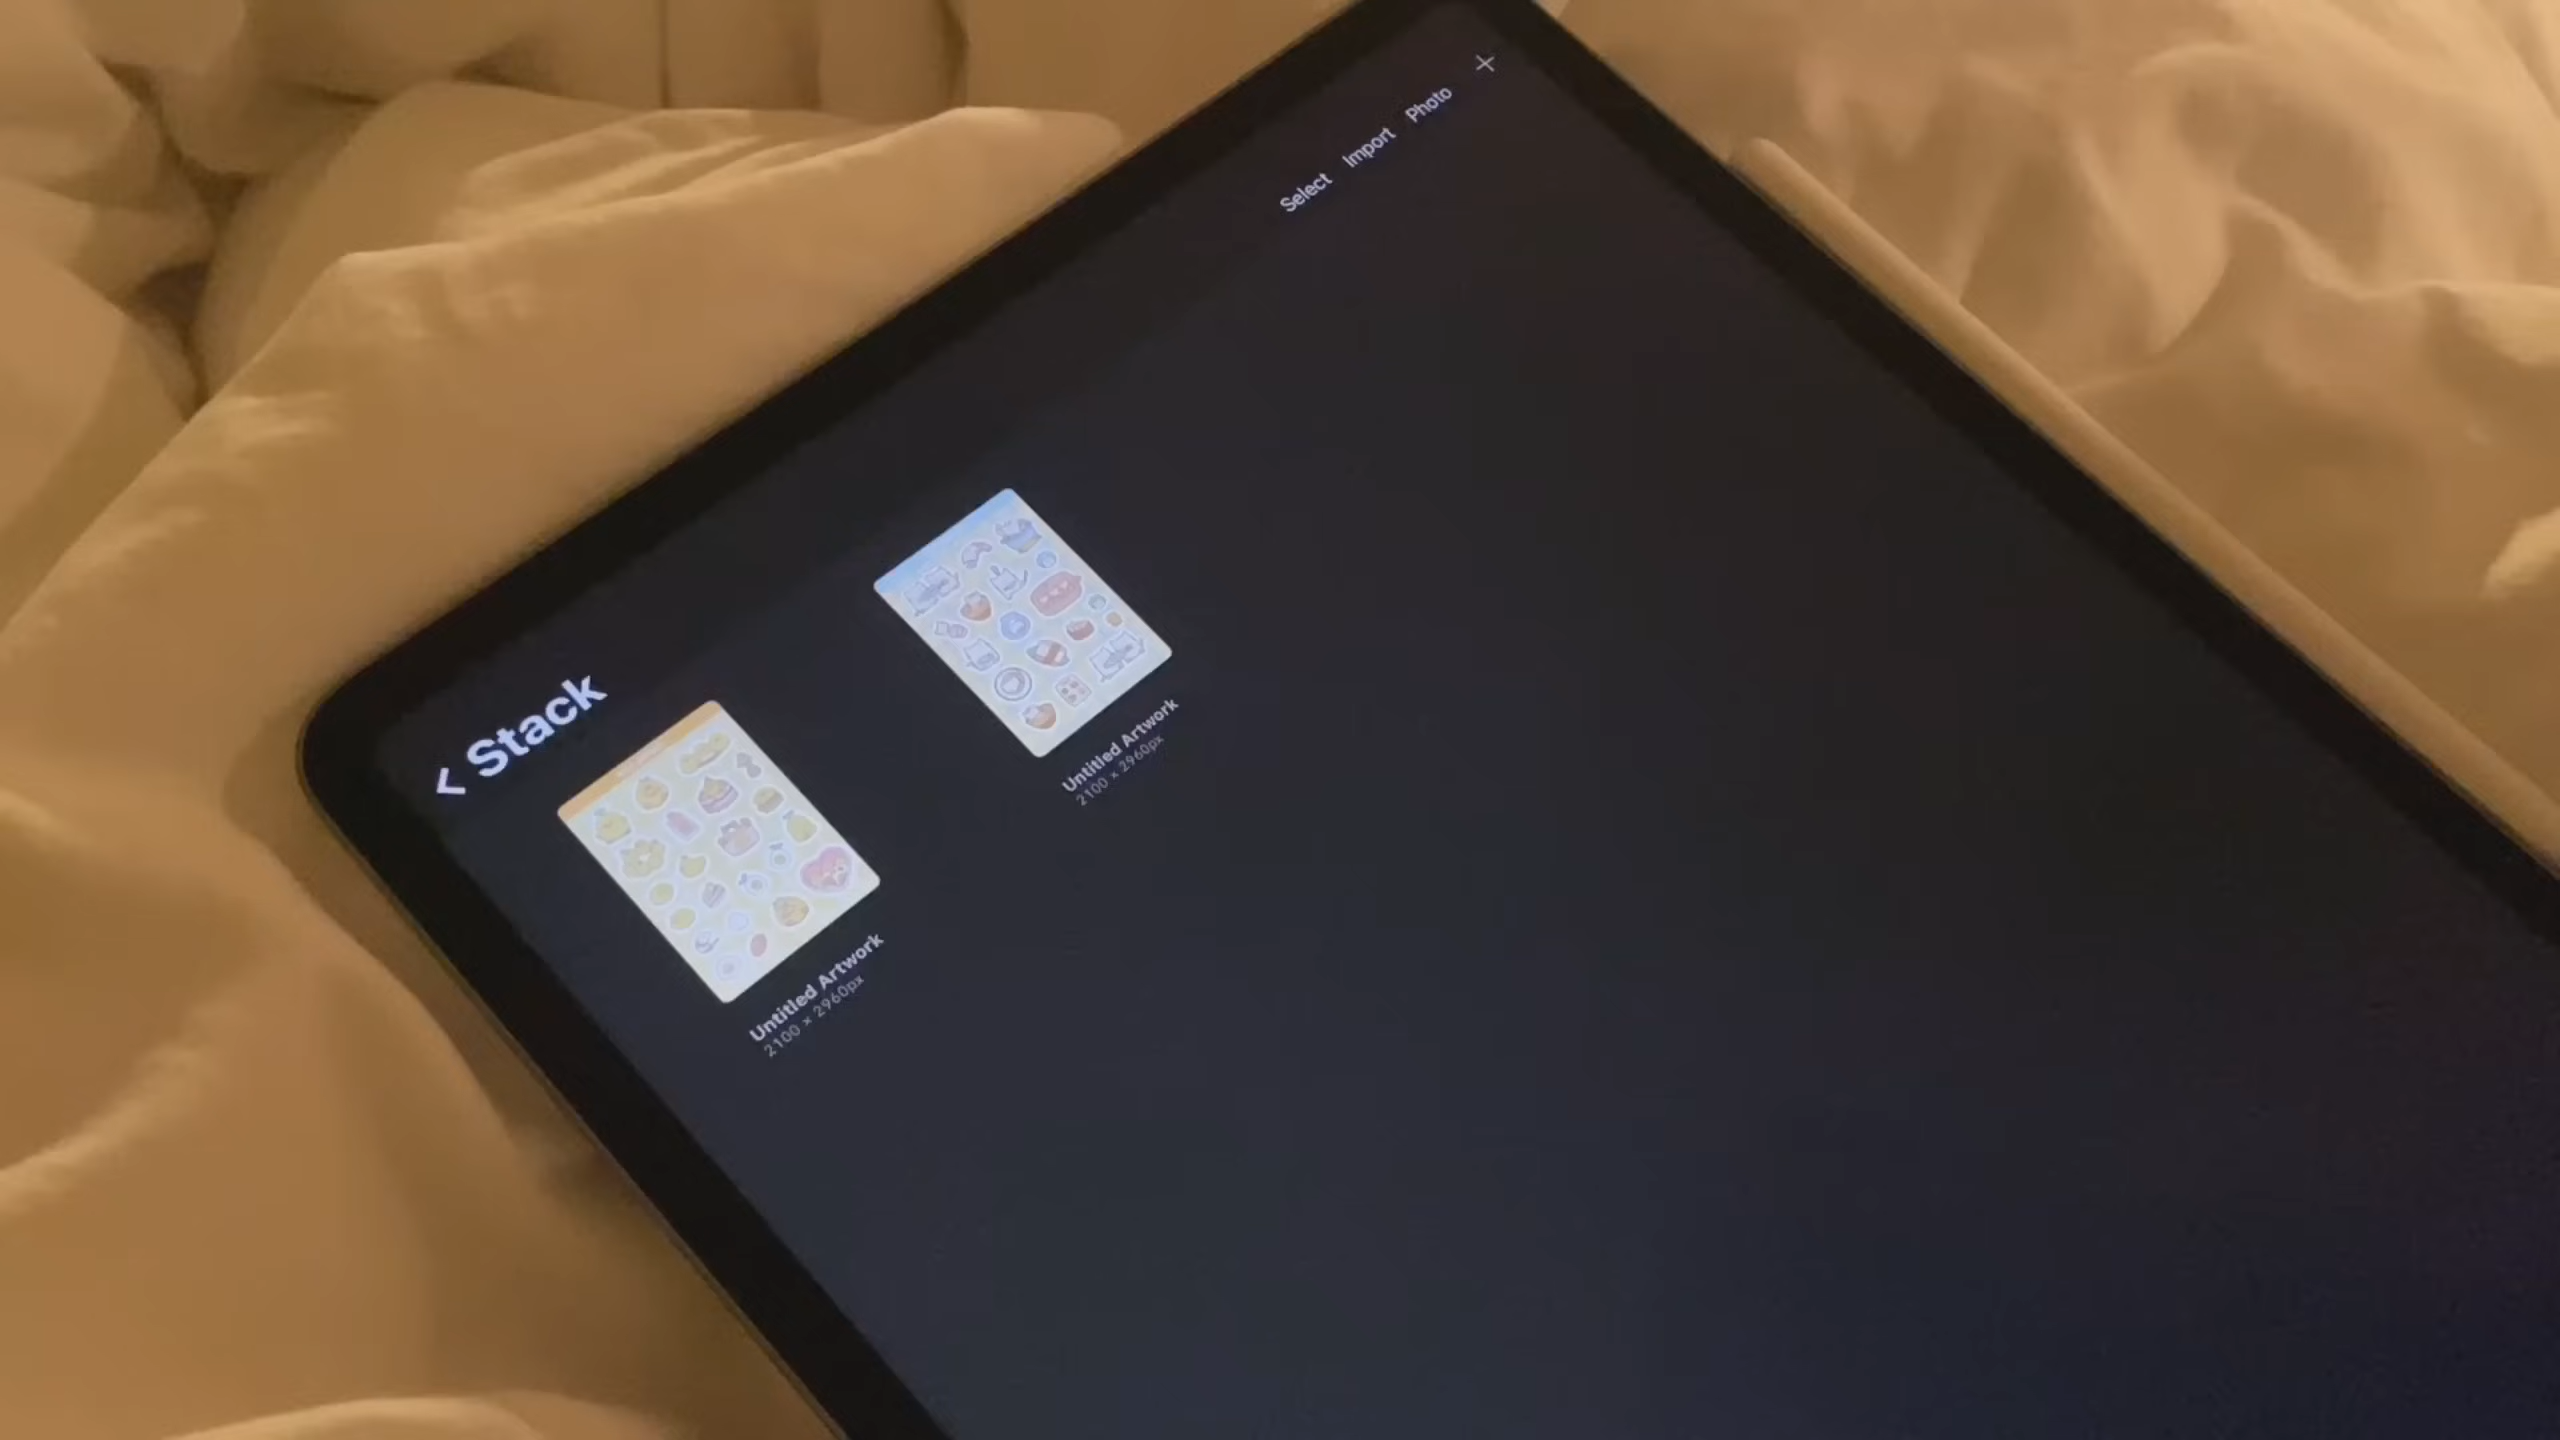 Select Import Photo +
< Stack
Untitled Artwork
2100 × 2960px
Untitled Artwork
2100 × 2960px